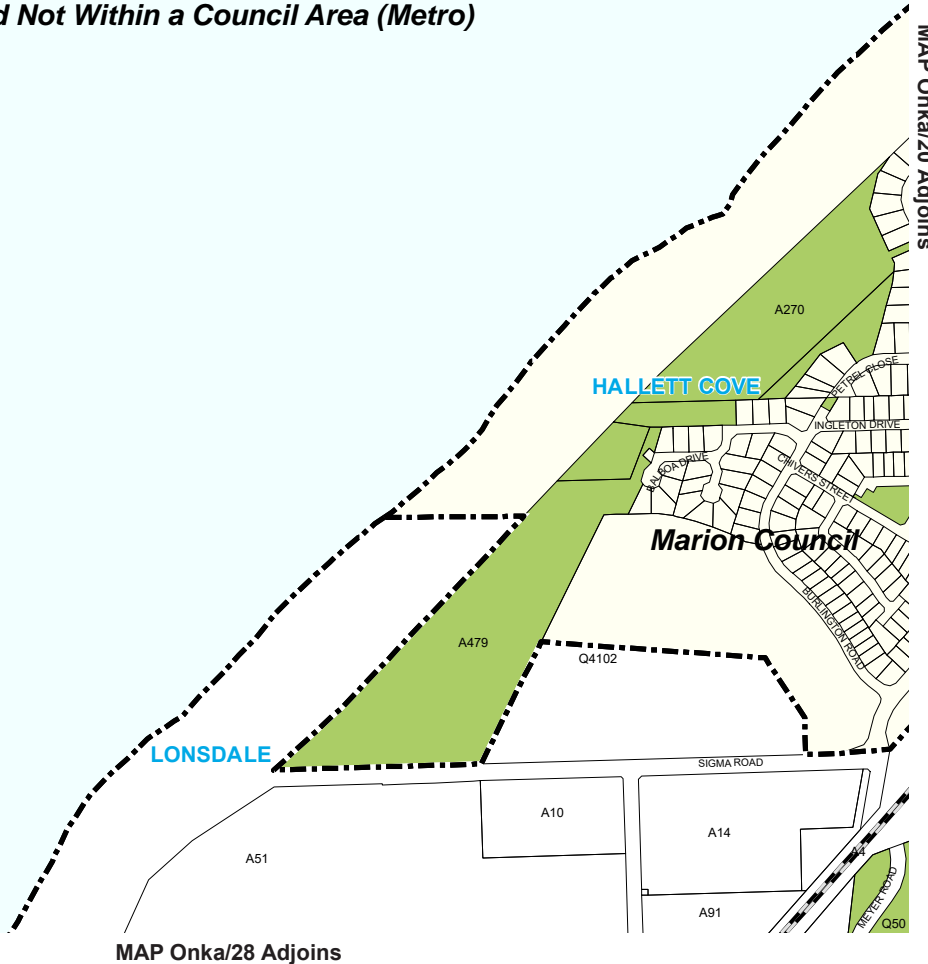 d Not Within a Council Area (Metro)
MAP Onka/20 Adjoins
A270
HALLETT COVE
PETREL CLOSE
INGLETON DRIVE
BALBOA DRIVE
CHIVERS STREET
Marion Council
BURLINGTON ROAD
A479
Q4102
LONSDALE
SIGMA ROAD
A10
A14
A51
A4
MEYER ROAD
A91
Q50
MAP Onka/28 Adjoins